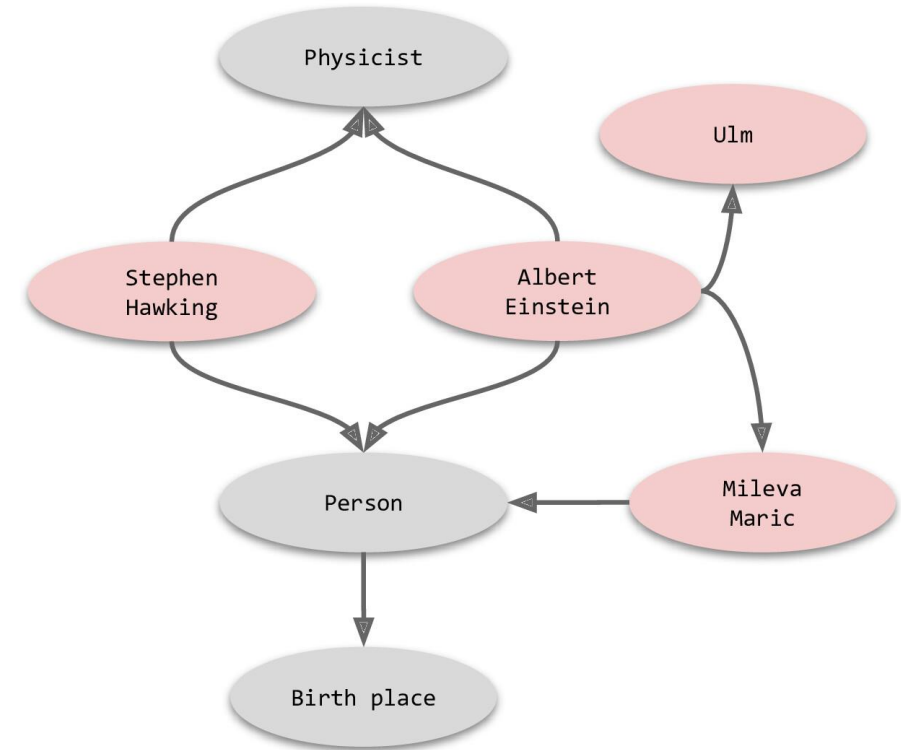 Physicist
Ulm
Stephen
Hawking
Albert
Einstein
Person
Mileva
Maric
Birth place